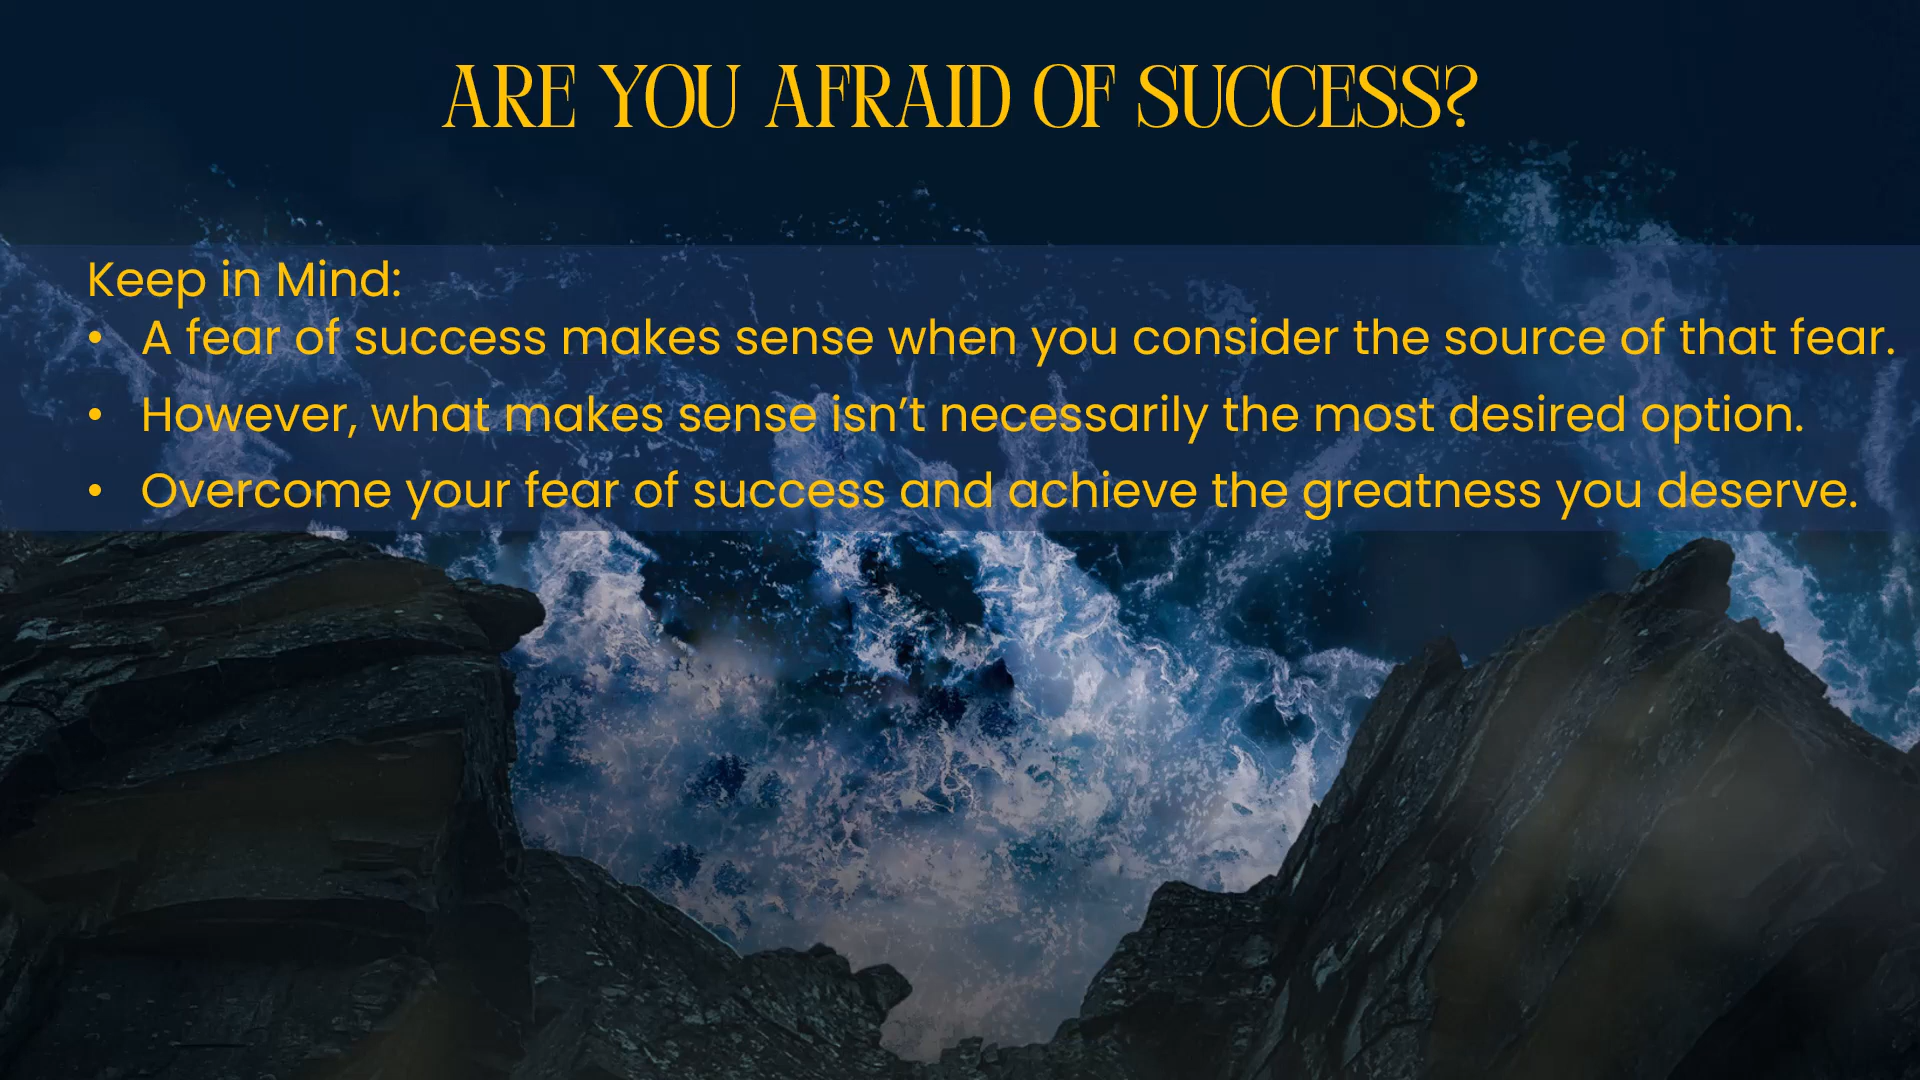 ARE YOU AFRAID OF SUCCESS?
Keep in Mind:
• A fear of success makes sense when you consider the source of that fear.
• However, what makes sense isn’t necessarily the most desired option.
• Overcome your fear of success and achieve the greatness you deserve.